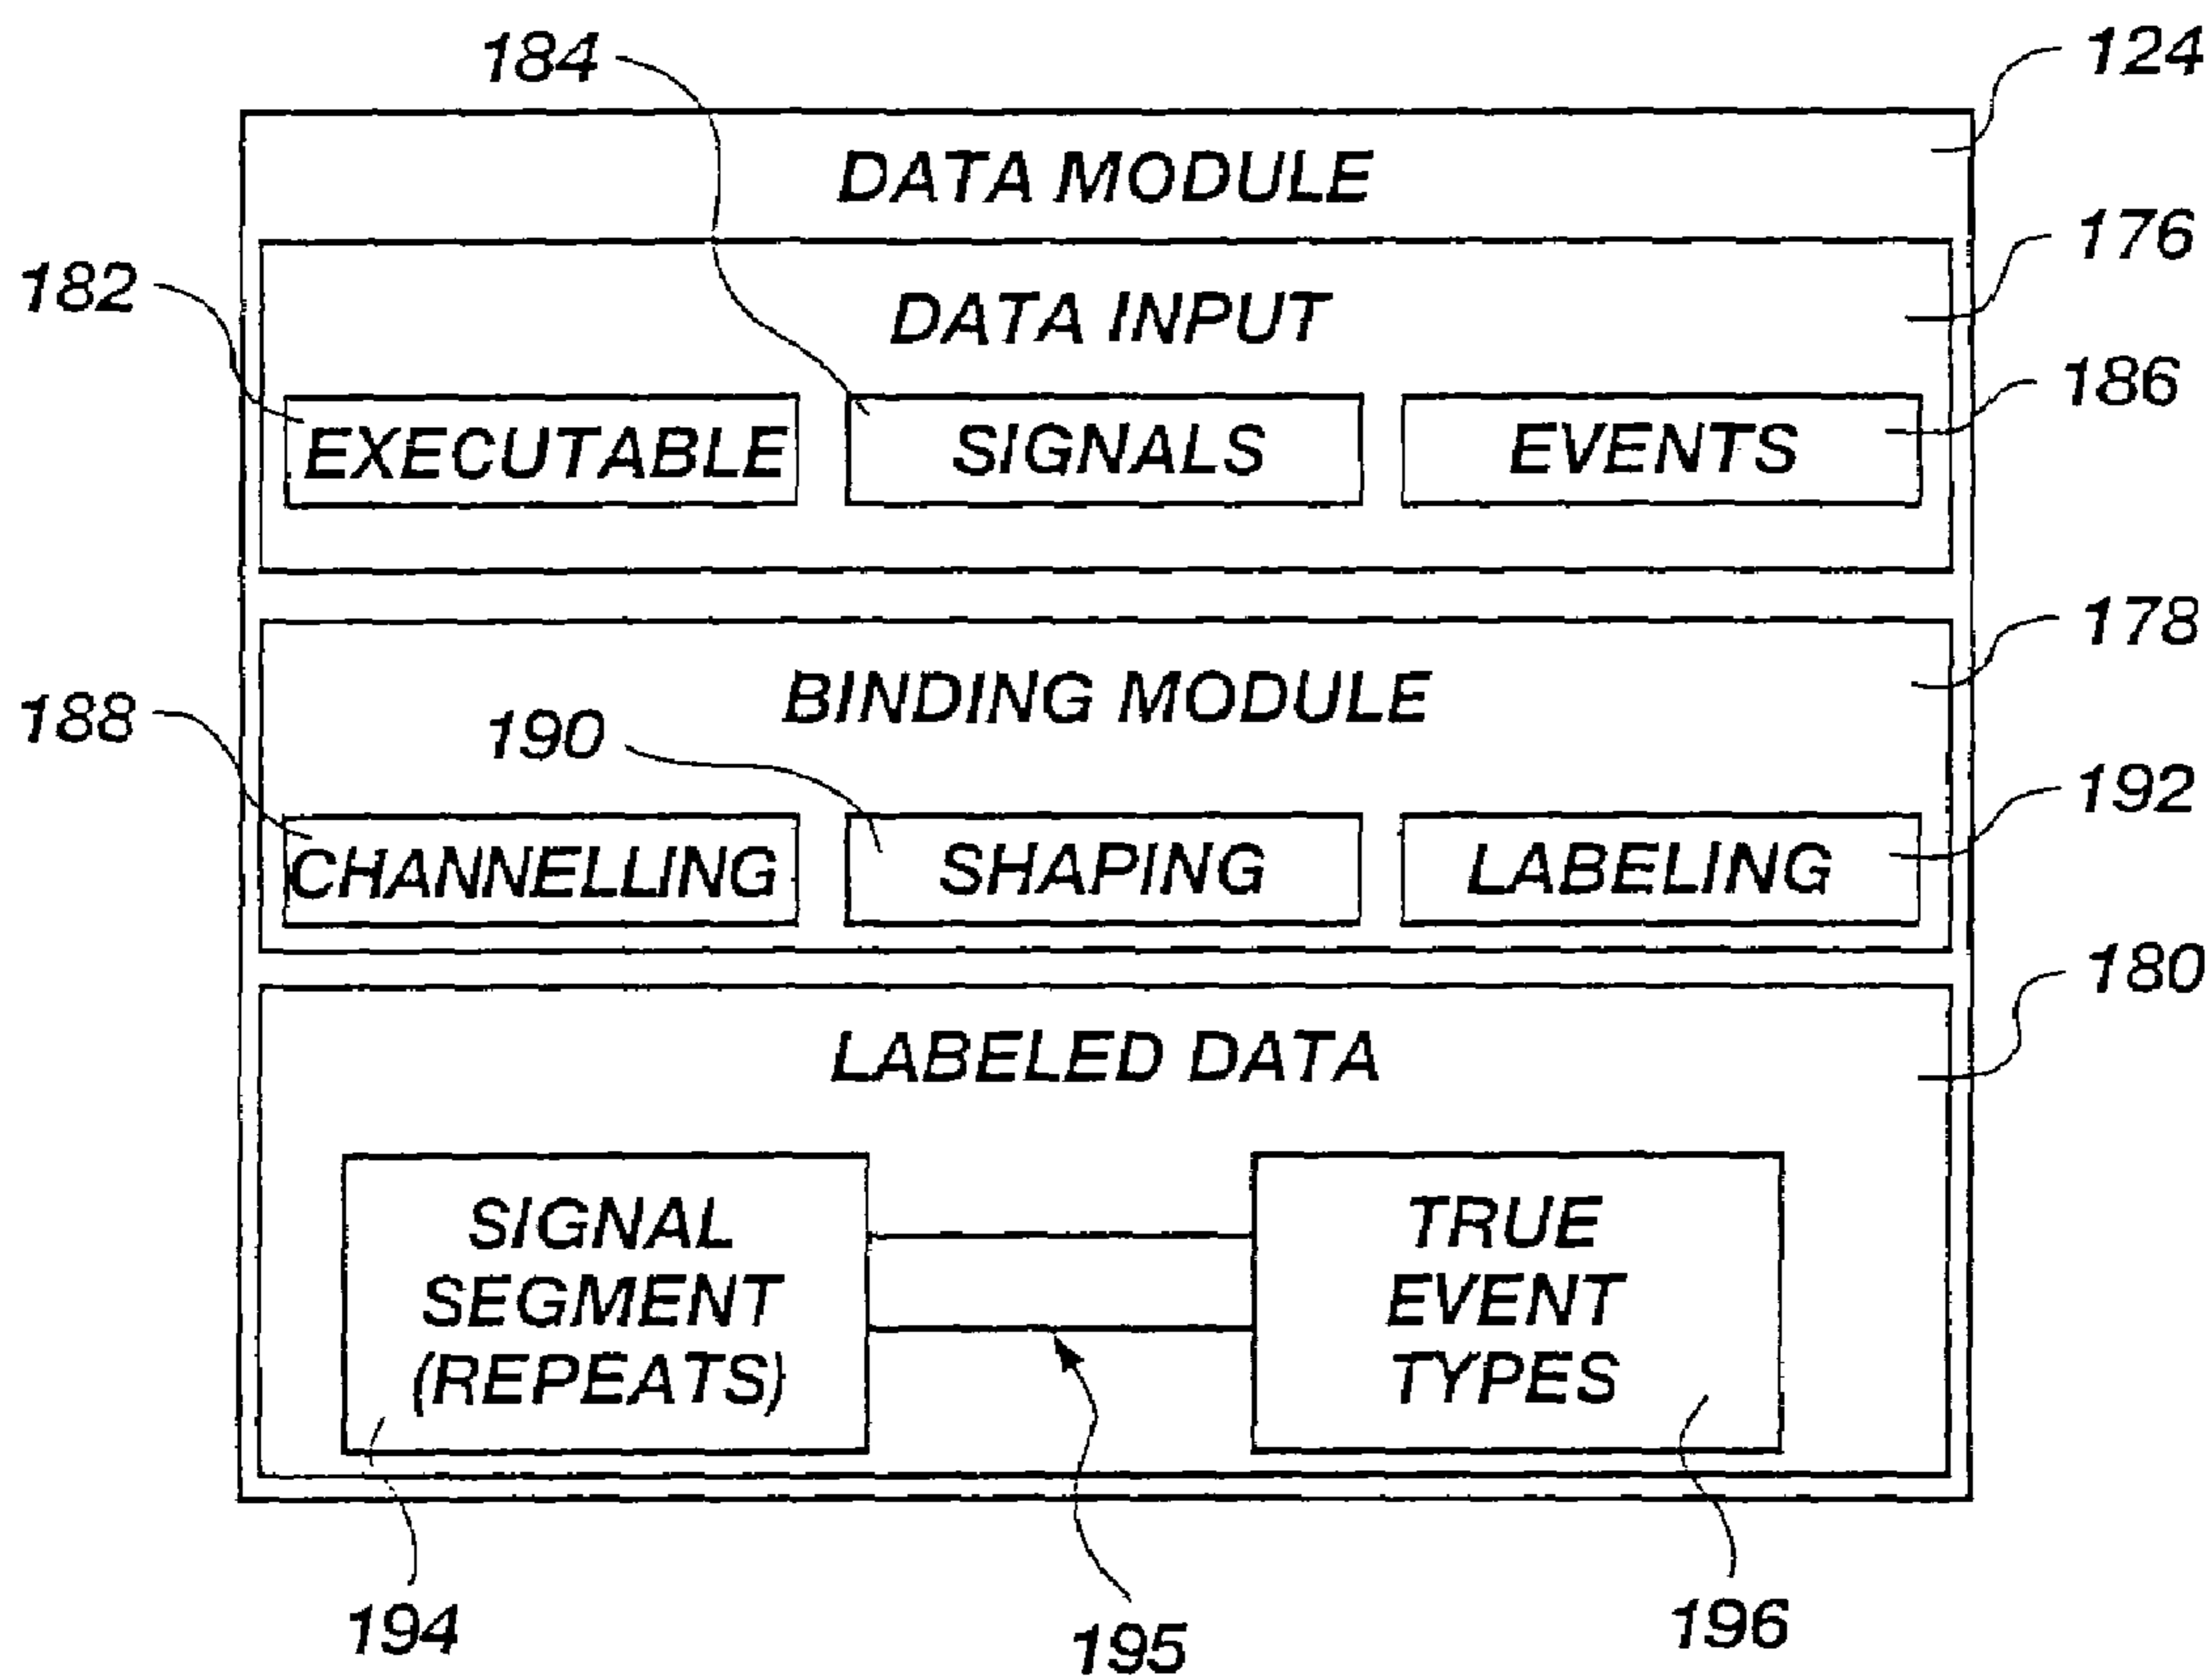 184
124
DATA MODULE
176
182
DATA INPUT
186
EXECUTABLE
SIGNALS
EVENTS
178
188
BINDING MODULE
190
192
CHANNELLING
SHAPING
LABELING
180
LABELED DATA
SIGNAL
SEGMENT
(REPEATS)
TRUE
EVENT
TYPES
194
195
196